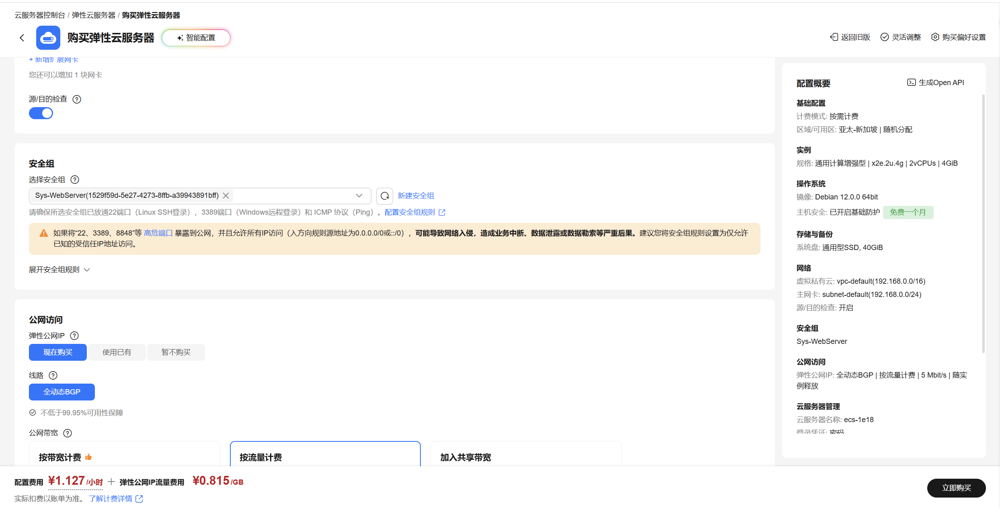 云服务器控制台 / 弹性云服务器 / 购买弹性云服务器
购买弹性云服务器
智能配置
返回旧版
灵活调整
购买偏好设置
+ 新增扩展网卡
您还可以增加 1 块网卡
源/目的检查
安全组
选择安全组
Sys-WebServer(1529f59d-5e27-4273-8ffb-a39943891bff)
新建安全组
请确保所选安全组已放通22端口（Linux SSH登录），3389端口（Windows远程登录）和 ICMP 协议（Ping）。配置安全组规则
如果将“22、3389、8848”等 高危端口 暴露到公网，并且允许所有IP访问（入方向规则源地址为0.0.0.0/0或::/0），可能导致网络入侵，造成业务中断、数据泄露或数据勒索等严重后果。建议您将安全组规则设置为仅允许
已知的受信任IP地址访问。
展开安全组规则
公网访问
弹性公网IP
现在购买
使用已有
暂不购买
线路
全动态BGP
不低于99.95%可用性保障
公网带宽
按带宽计费
按流量计费
加入共享带宽
配置概要
生成Open API
基础配置
计费模式: 按需计费
区域/可用区: 亚太-新加坡 | 随机分配
实例
规格: 通用计算增强型 | x2e.2u.4g | 2vCPUs | 4GiB
操作系统
镜像: Debian 12.0.0 64bit
主机安全: 已开启基础防护 免费一个月
存储与备份
系统盘: 通用型SSD, 40GiB
网络
虚拟私有云: vpc-default(192.168.0.0/16)
主网卡: subnet-default(192.168.0.0/24)
源/目的检查: 开启
安全组
Sys-WebServer
公网访问
弹性公网IP: 全动态BGP | 按流量计费 | 5 Mbit/s | 随实
例释放
云服务器管理
云服务器名称: ecs-1e18
登录凭证: 密码
配置费用 ¥1.127/小时 + 弹性公网IP流量费用 ¥0.815/GB
实际扣费以账单为准。 了解计费详情
立即购买